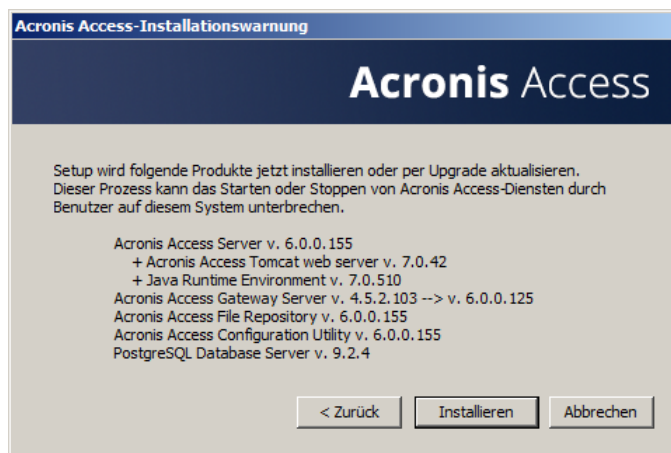 Acronis Access-Installationswarnung
Acronis Access
Setup wird folgende Produkte jetzt installieren oder per Upgrade aktualisieren.
Dieser Prozess kann das Starten oder Stoppen von Acronis Access-Diensten durch
Benutzer auf diesem System unterbrechen.
Acronis Access Server v. 6.0.0.155
+ Acronis Access Tomcat web server v. 7.0.42
+ Java Runtime Environment v. 7.0.510
Acronis Access Gateway Server v. 4.5.2.103 --> v. 6.0.0.125
Acronis Access File Repository v. 6.0.0.155
Acronis Access Configuration Utility v. 6.0.0.155
PostgreSQL Database Server v. 9.2.4
< Zurück Installieren Abbrechen